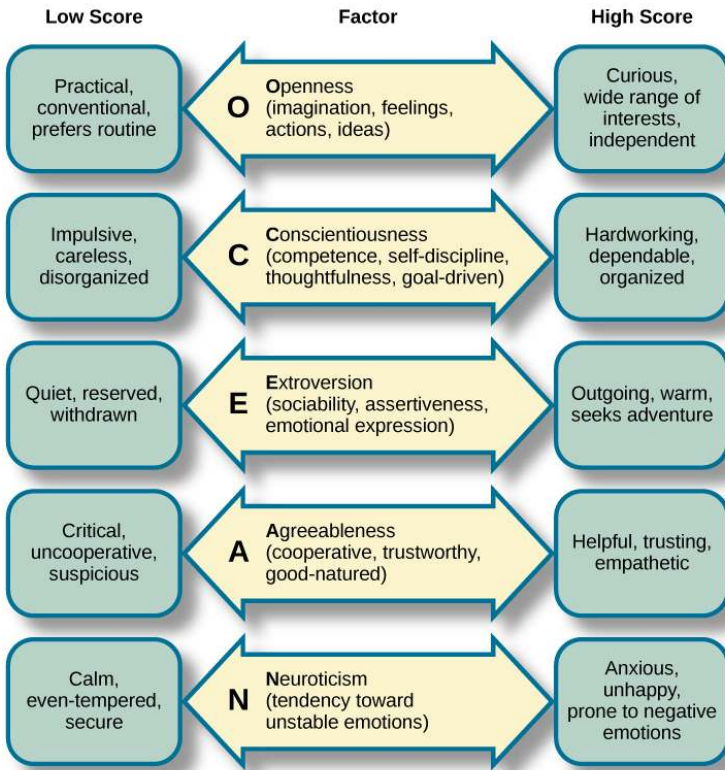 Low Score
Factor
High Score
Practical,
conventional,
prefers routine
O
Openness
(imagination, feelings,
actions, ideas)
Curious,
wide range of
interests,
independent
Impulsive,
careless,
disorganized
C
Conscientiousness
(competence, self-discipline,
thoughtfulness, goal-driven)
Hardworking,
dependable,
organized
Quiet, reserved,
withdrawn
E
Extroversion
(sociability, assertiveness,
emotional expression)
Outgoing, warm,
seeks adventure
Critical,
uncooperative,
suspicious
A
Agreeableness
(cooperative, trustworthy,
good-natured)
Helpful, trusting,
empathetic
Calm,
even-tempered,
secure
N
Neuroticism
(tendency toward
unstable emotions)
Anxious,
unhappy,
prone to negative
emotions